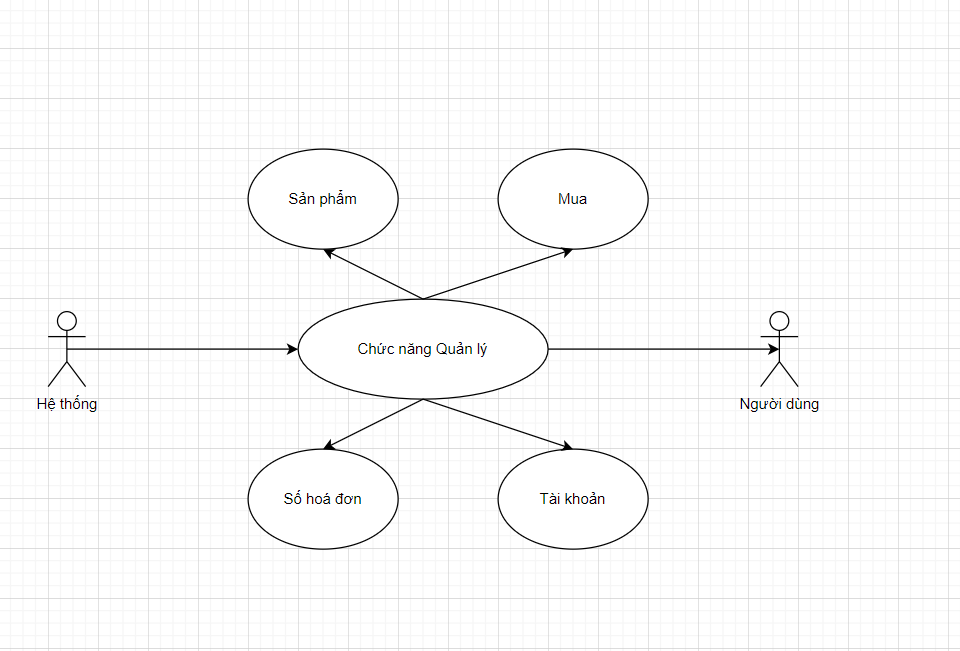 Sản phẩm
Mua
Chức năng Quản lý
Hệ thống
Người dùng
Số hoá đơn
Tài khoản